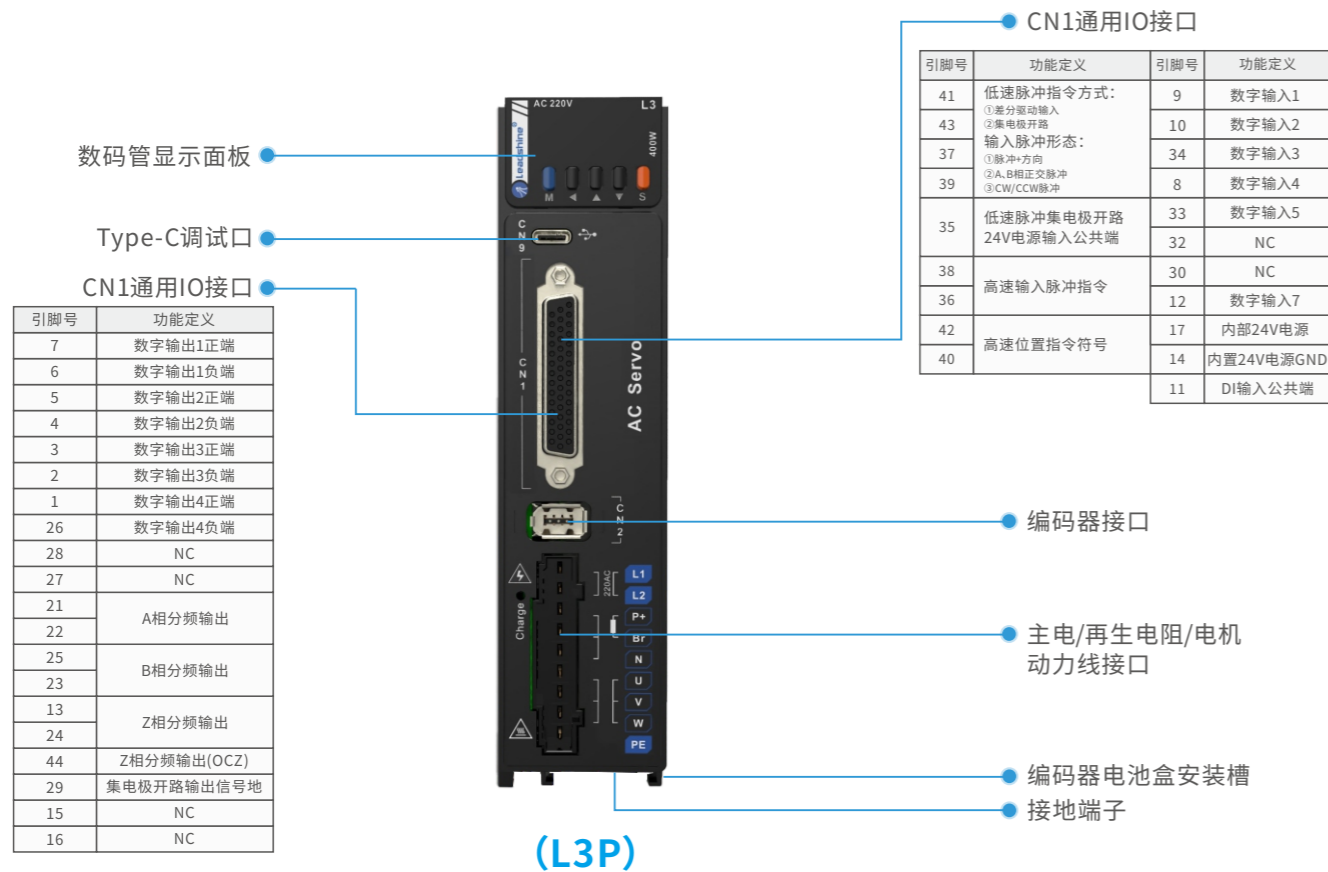 数码管显示面板
Type-C调试口
CN1通用IO接口
引脚号 功能定义
7 数字输出1正端
6 数字输出1负端
5 数字输出2正端
4 数字输出2负端
3 数字输出3正端
2 数字输出3负端
1 数字输出4正端
26 数字输出4负端
28 NC
27 NC
21 A相分频输出
22
25 B相分频输出
23
13 Z相分频输出
24
44 Z相分频输出(OCZ)
29 集电极开路输出信号地
15 NC
16 NC
AC 220V L3
Leadshine
400W
M ◀ ▲ ▼ S
CN9
CN1
AC Servo
CN2
Charge
220AC
L1
L2
P+
Br
N
U
V
W
PE
(L3P)
CN1通用IO接口
引脚号 功能定义 引脚号 功能定义
41 低速脉冲指令方式： 9 数字输入1
①差分驱动输入
43 ②集电极开路 10 数字输入2
37 输入脉冲形态： 34 数字输入3
①脉冲+方向
39 ②A、B相正交脉冲 8 数字输入4
③CW/CCW脉冲
35 低速脉冲集电极开路 33 数字输入5
24V电源输入公共端 32 NC
38 高速输入脉冲指令 30 NC
36 12 数字输入7
42 高速位置指令符号 17 内部24V电源
40 14 内置24V电源GND
11 DI输入公共端
编码器接口
主电/再生电阻/电机
动力线接口
编码器电池盒安装槽
接地端子